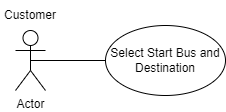 Customer
Select Start Bus and
Destination
Actor